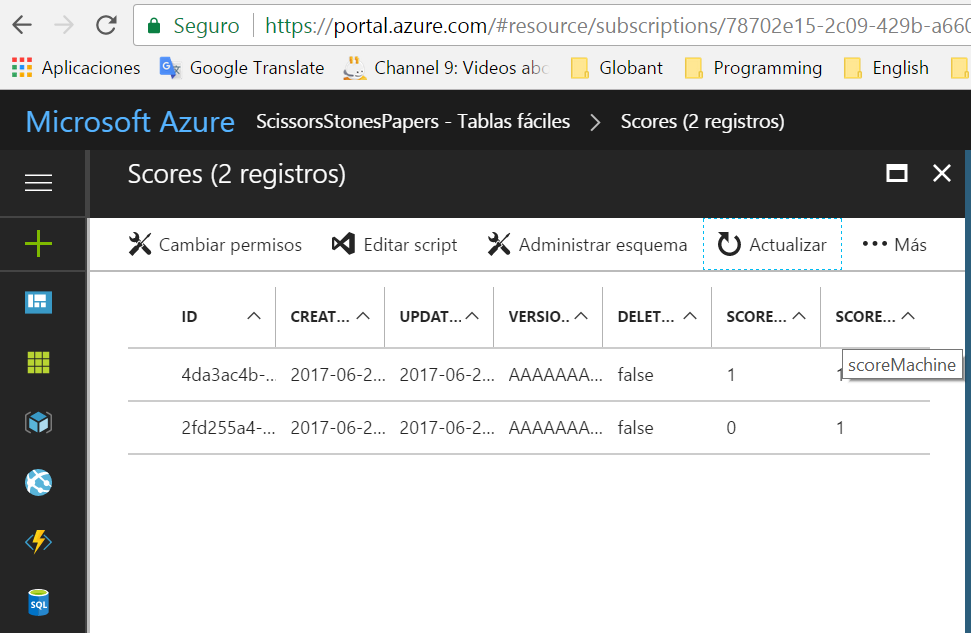 Seguro https://portal.azure.com/#resource/subscriptions/78702e15-2c09-429b-a660
Aplicaciones Google Translate Channel 9: Videos abc Globant Programming English
Microsoft Azure ScissorsStonesPapers - Tablas fáciles > Scores (2 registros)
Scores (2 registros)
Cambiar permisos Editar script Administrar esquema Actualizar ••• Más
ID CREAT... UPDAT... VERSIO.. DELET... SCORE... SCORE...
4da3ac4b-.. 2017-06-2... 2017-06-2... AAAAAAA... false 1 1
scoreMachine
2fd255a4-... 2017-06-2... 2017-06-2... AAAAAAA... false 0 1
SQL